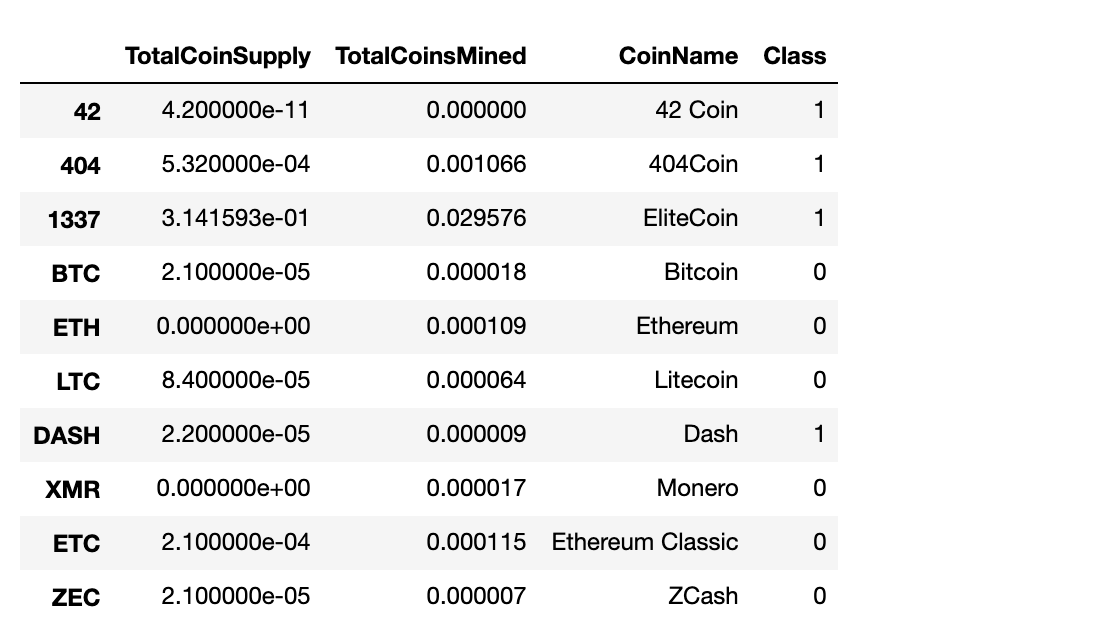 TotalCoinSupply TotalCoinsMined CoinName Class
42 4.200000e-11 0.000000 42 Coin 1
404 5.320000e-04 0.001066 404Coin 1
1337 3.141593e-01 0.029576 EliteCoin 1
BTC 2.100000e-05 0.000018 Bitcoin 0
ETH 0.000000e+00 0.000109 Ethereum 0
LTC 8.400000e-05 0.000064 Litecoin 0
DASH 2.200000e-05 0.000009 Dash 1
XMR 0.000000e+00 0.000017 Monero 0
ETC 2.100000e-04 0.000115 Ethereum Classic 0
ZEC 2.100000e-05 0.000007 ZCash 0